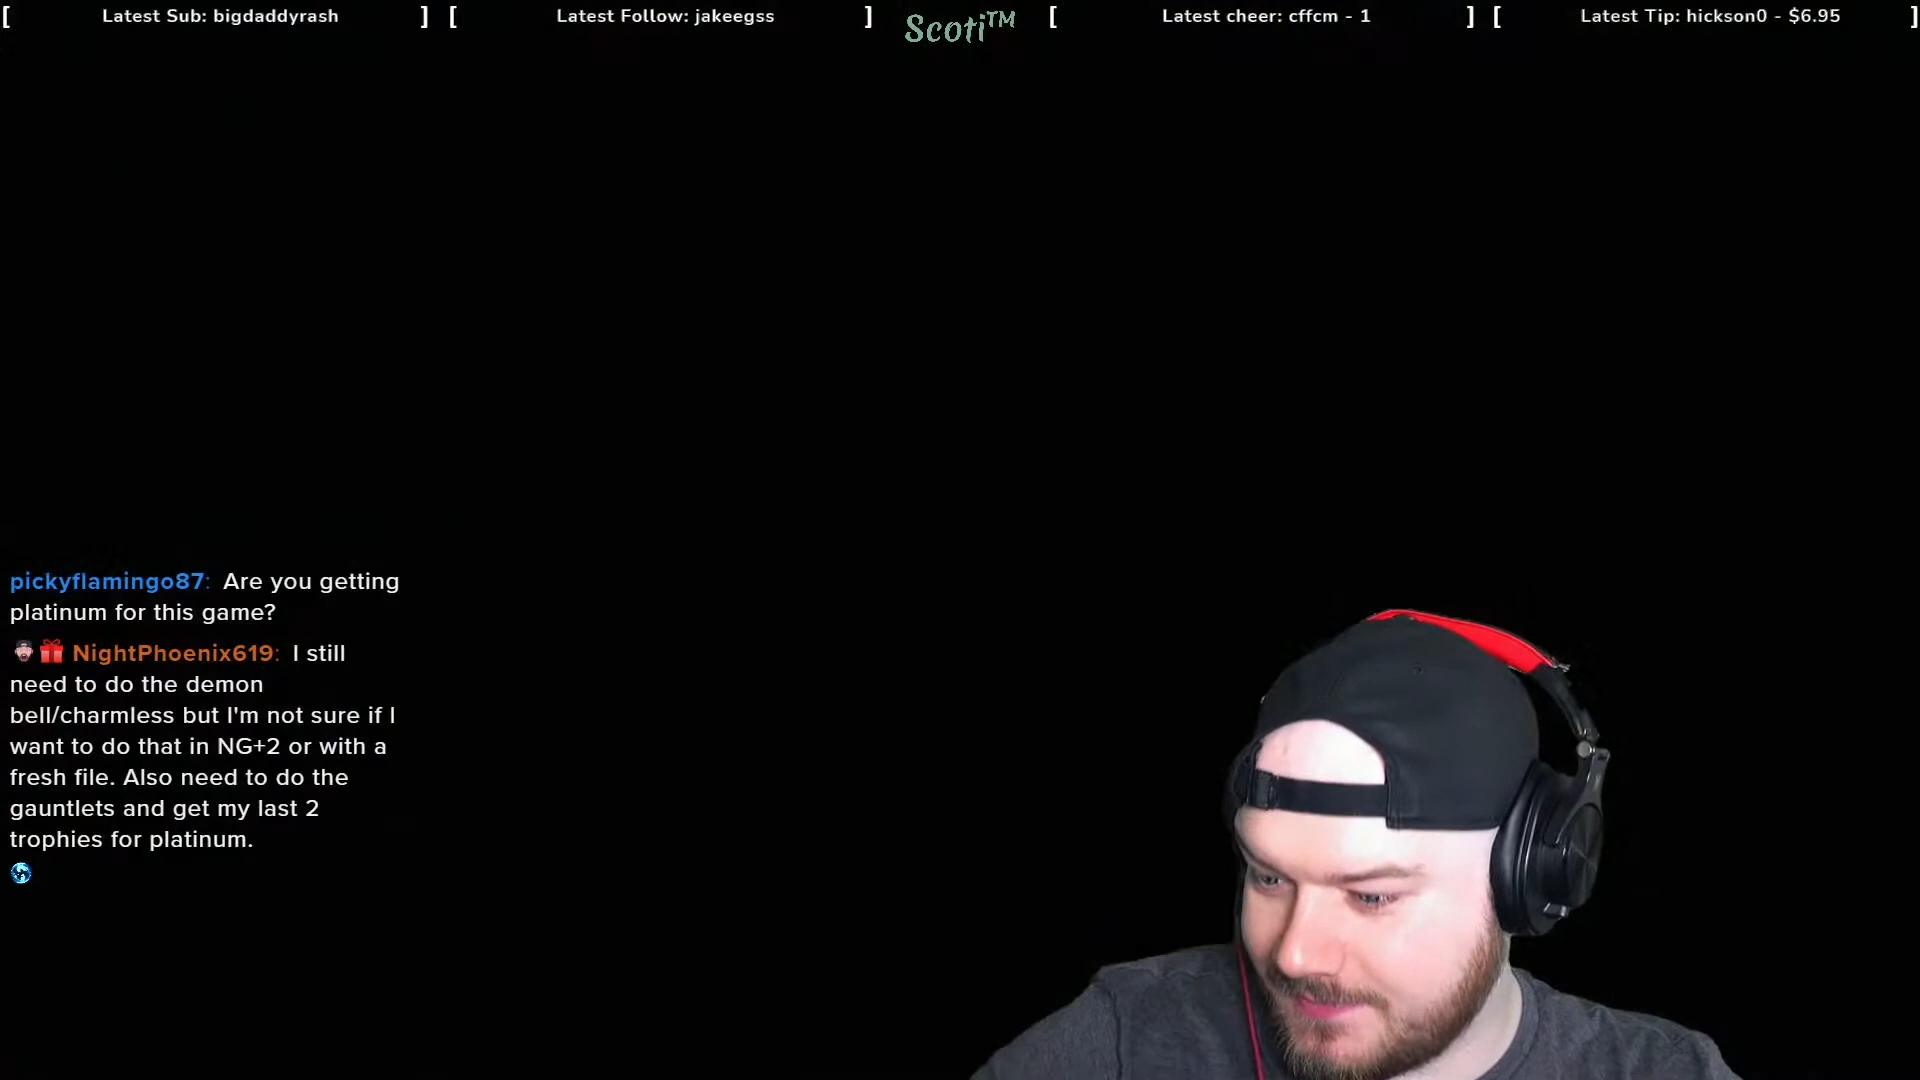 [ Latest Sub: bigdaddyrash ] [ Latest Follow: jakeegss ] Scoti™ [ Latest cheer: cffcm - 1 ] [ Latest Tip: hickson0 - $6.95 ]
pickyflamingo87: Are you getting
platinum for this game?
NightPhoenix619: I still
need to do the demon
bell/charmless but I'm not sure if I
want to do that in NG+2 or with a
fresh file. Also need to do the
gauntlets and get my last 2
trophies for platinum.